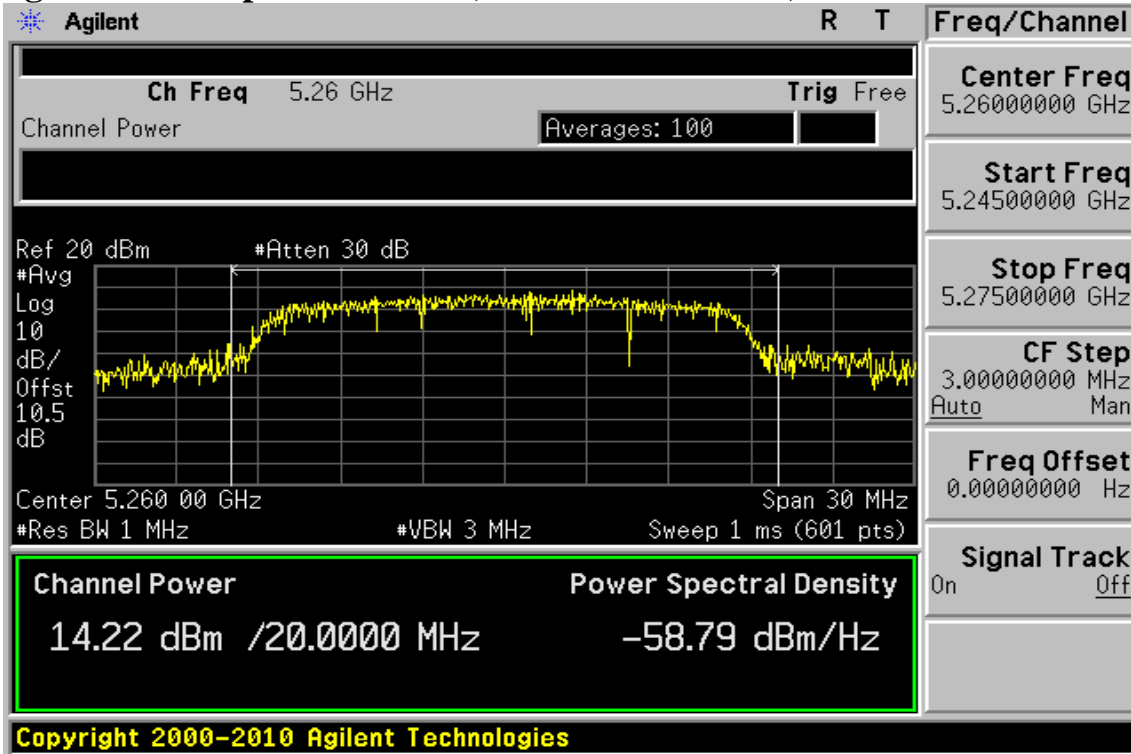 Agilent R T
Ch Freq 5.26 GHz Trig Free
Channel Power Averages: 100
Ref 20 dBm #Atten 30 dB
#Avg
Log
10
dB/
Offst
10.5
dB
Center 5.260 00 GHz Span 30 MHz
#Res BW 1 MHz #VBW 3 MHz Sweep 1 ms (601 pts)
Channel Power Power Spectral Density
14.22 dBm /20.0000 MHz -58.79 dBm/Hz
Copyright 2000-2010 Agilent Technologies
Freq/Channel
Center Freq
5.26000000 GHz
Start Freq
5.24500000 GHz
Stop Freq
5.27500000 GHz
CF Step
3.00000000 MHz
Auto Man
Freq Offset
0.00000000 Hz
Signal Track
On Off